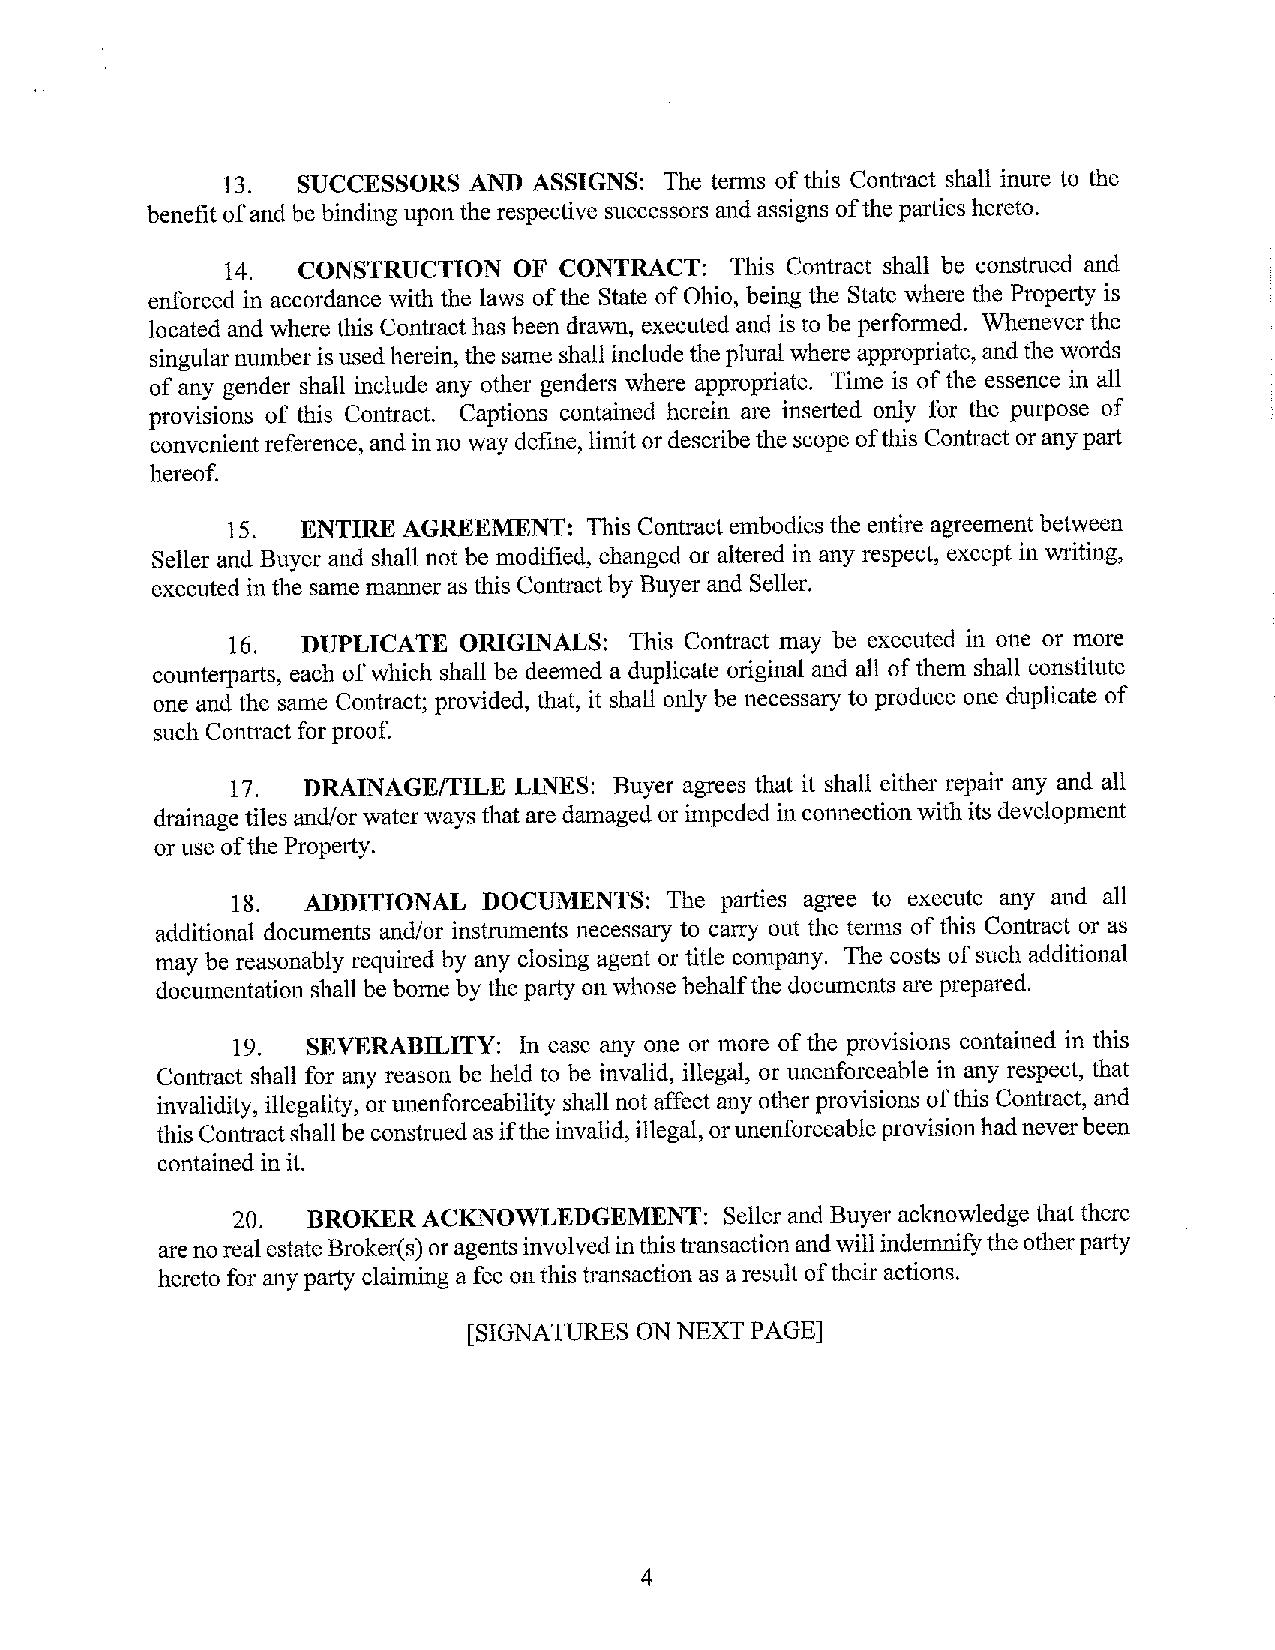 13. SUCCESSORS AND ASSIGNS: The terms of this Contract shall inure to the
benefit of and be binding upon the respective successors and assigns of the parties hereto.
14. CONSTRUCTION OF CONTRACT: This Contract shall be construed and
enforced in accordance with the laws of the State of Ohio, being the State where the Property is
located and where this Contract has been drawn, executed and is to be performed. Whenever the
singular number is used herein, the same shall include the plural where appropriate, and the words
of any gender shall include any other genders where appropriate. Time is of the essence in all
provisions of this Contract. Captions contained herein are inserted only for the purpose of
convenient reference, and in no way define, limit or describe the scope of this Contract or any part
hereof.
15. ENTIRE AGREEMENT: This Contract embodies the entire agreement between
Seller and Buyer and shall not be modified, changed or altered in any respect, except in writing,
executed in the same manner as this Contract by Buyer and Seller.
16. DUPLICATE ORIGINALS: This Contract may be executed in one or more
counterparts, each of which shall be deemed a duplicate original and all of them shall constitute
one and the same Contract; provided, that, it shall only be necessary to produce one duplicate of
such Contract for proof.
17. DRAINAGE/TILE LINES: Buyer agrees that it shall either repair any and all
drainage tiles and/or water ways that are damaged or impeded in connection with its development
or use of the Property.
18. ADDITIONAL DOCUMENTS: The parties agree to execute any and all
additional documents and/or instruments necessary to carry out the terms of this Contract or as
may be reasonably required by any closing agent or title company. The costs of such additional
documentation shall be borne by the party on whose behalf the documents are prepared.
19. SEVERABILITY: In case any one or more of the provisions contained in this
Contract shall for any reason be held to be invalid, illegal, or unenforceable in any respect, that
invalidity, illegality, or unenforceability shall not affect any other provisions of this Contract, and
this Contract shall be construed as if the invalid, illegal, or unenforceable provision had never been
contained in it.
20. BROKER ACKNOWLEDGEMENT: Seller and Buyer acknowledge that there
are no real estate Broker(s) or agents involved in this transaction and will indemnify the other party
hereto for any party claiming a fee on this transaction as a result of their actions.
[SIGNATURES ON NEXT PAGE]
4